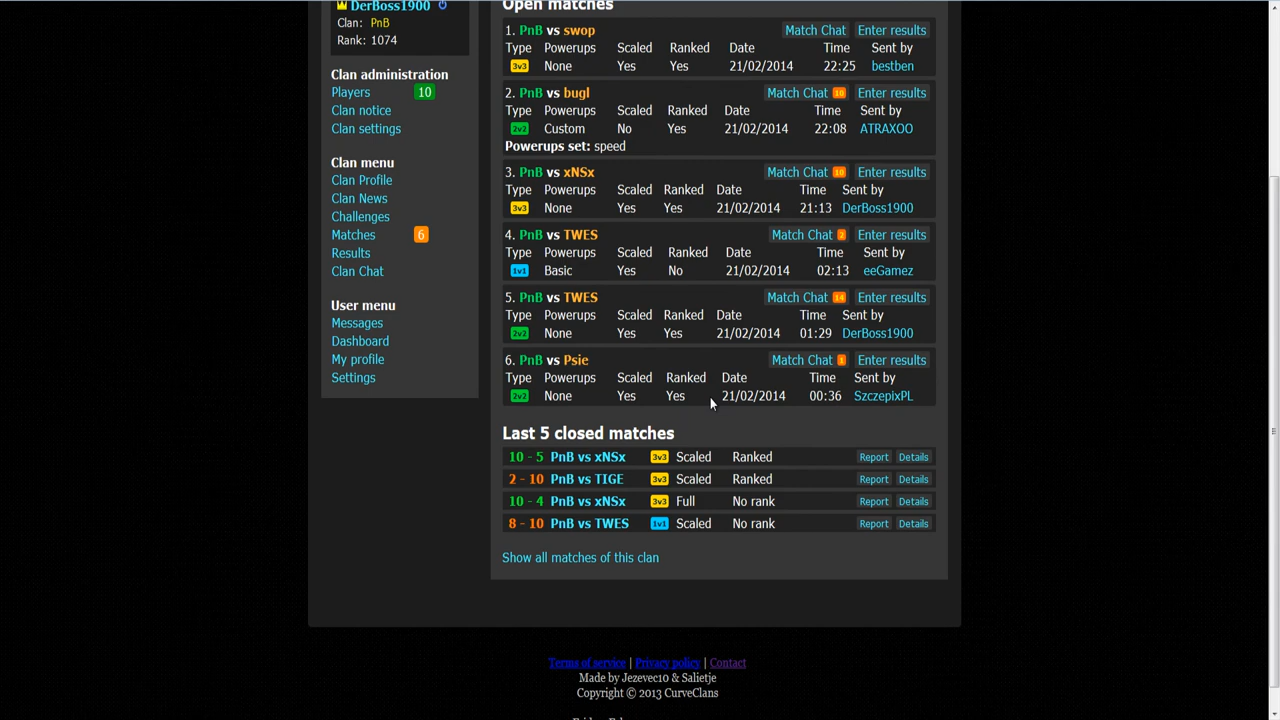 DerBoss1900
Clan: PnB
Rank: 1074
Clan administration
Players 10
Clan notice
Clan settings
Clan menu
Clan Profile
Clan News
Challenges
Matches 6
Results
Clan Chat
User menu
Messages
Dashboard
My profile
Settings
Open matches
1. PnB vs swop Match Chat Enter results
Type Powerups Scaled Ranked Date Time Sent by
3v3 None Yes Yes 21/02/2014 22:25 bestben
2. PnB vs bugl Match Chat 10 Enter results
Type Powerups Scaled Ranked Date Time Sent by
2v2 Custom No Yes 21/02/2014 22:08 ATRAXOO
Powerups set: speed
3. PnB vs xNSx Match Chat 10 Enter results
Type Powerups Scaled Ranked Date Time Sent by
3v3 None Yes Yes 21/02/2014 21:13 DerBoss1900
4. PnB vs TWES Match Chat 2 Enter results
Type Powerups Scaled Ranked Date Time Sent by
1v1 Basic Yes No 21/02/2014 02:13 eeGamez
5. PnB vs TWES Match Chat 14 Enter results
Type Powerups Scaled Ranked Date Time Sent by
2v2 None Yes Yes 21/02/2014 01:29 DerBoss1900
6. PnB vs Psie Match Chat 1 Enter results
Type Powerups Scaled Ranked Date Time Sent by
2v2 None Yes Yes 21/02/2014 00:36 SzczepixPL
Last 5 closed matches
10 - 5 PnB vs xNSx 3v3 Scaled Ranked Report Details
2 - 10 PnB vs TIGE 3v3 Scaled Ranked Report Details
10 - 4 PnB vs xNSx 3v3 Full No rank Report Details
8 - 10 PnB vs TWES 1v1 Scaled No rank Report Details
Show all matches of this clan
Terms of service | Privacy policy | Contact
Made by Jezevec10 & Salietje
Copyright © 2013 CurveClans